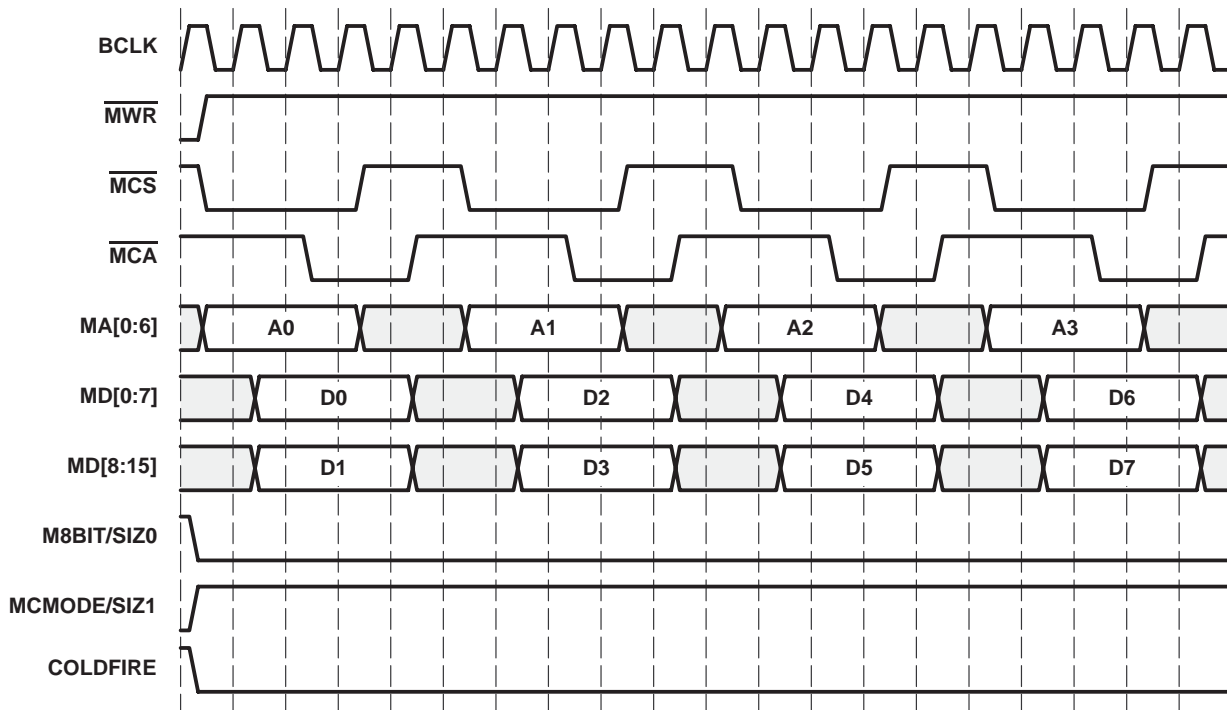 BCLK
MWR
MCS
MCA
MA[0:6] A0 A1 A2 A3
MD[0:7] D0 D2 D4 D6
MD[8:15] D1 D3 D5 D7
M8BIT/SIZ0
MCMODE/SIZ1
COLDFIRE